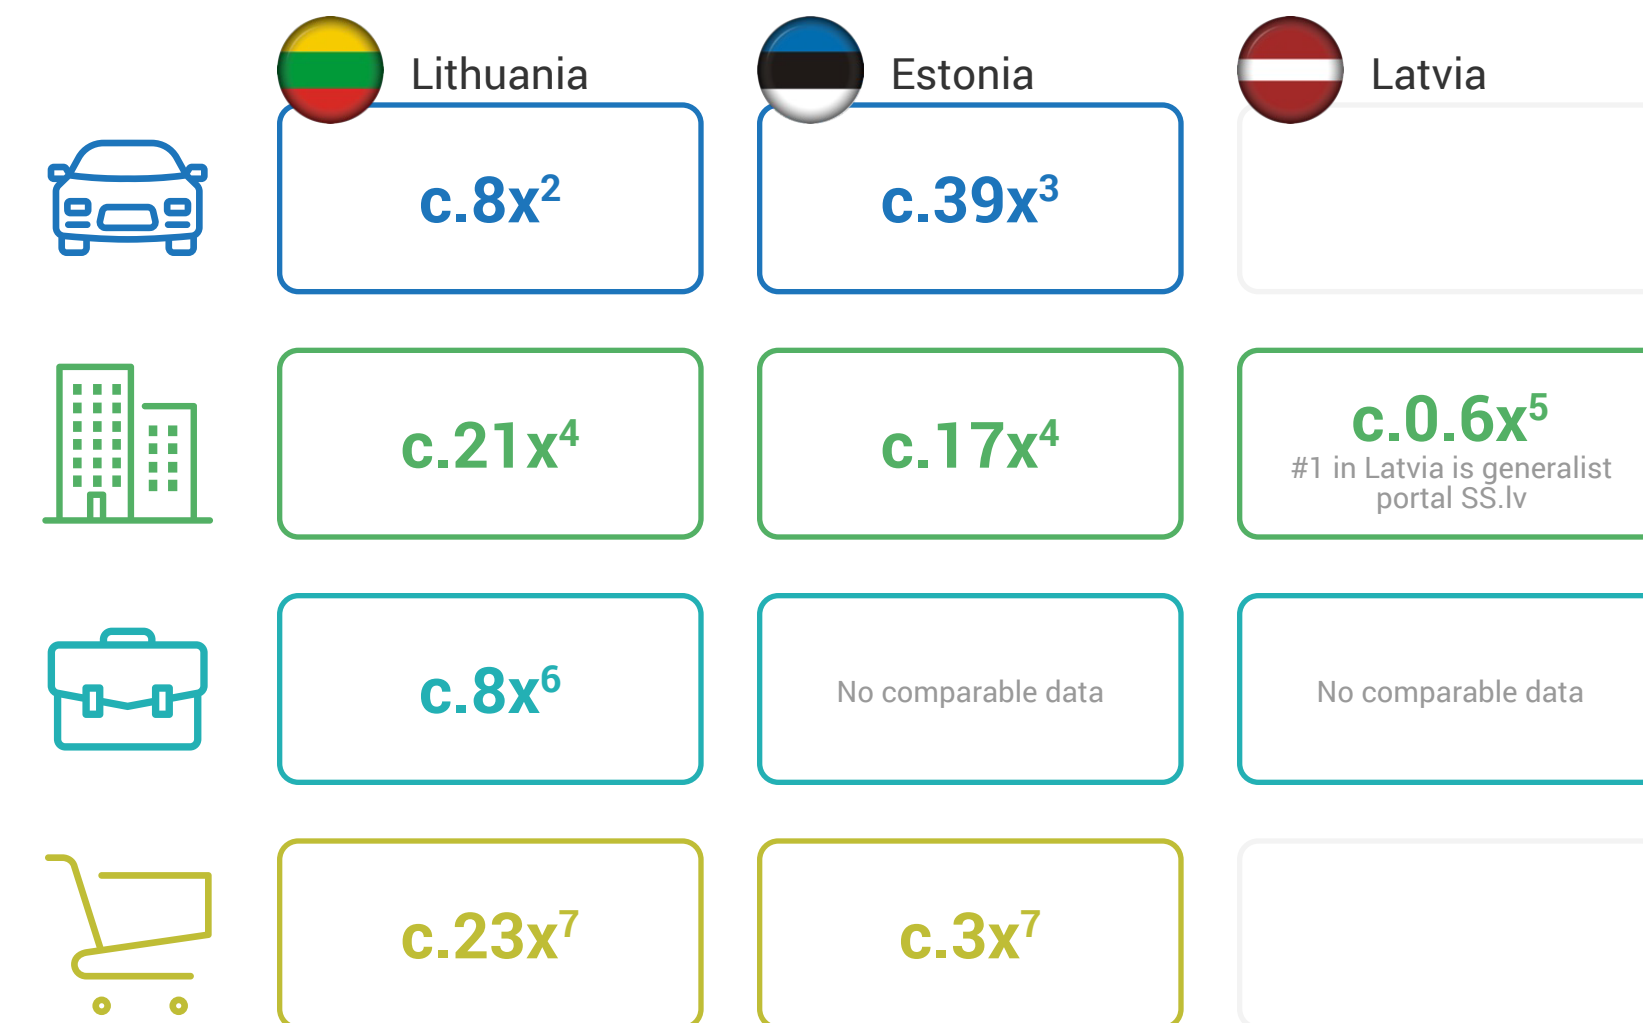 Lithuania
Estonia
Latvia
c.8x²
c.39x³
c.21x⁴
c.17x⁴
c.0.6x⁵
#1 in Latvia is generalist
portal SS.lv
c.8x⁶
No comparable data
No comparable data
c.23x⁷
c.3x⁷